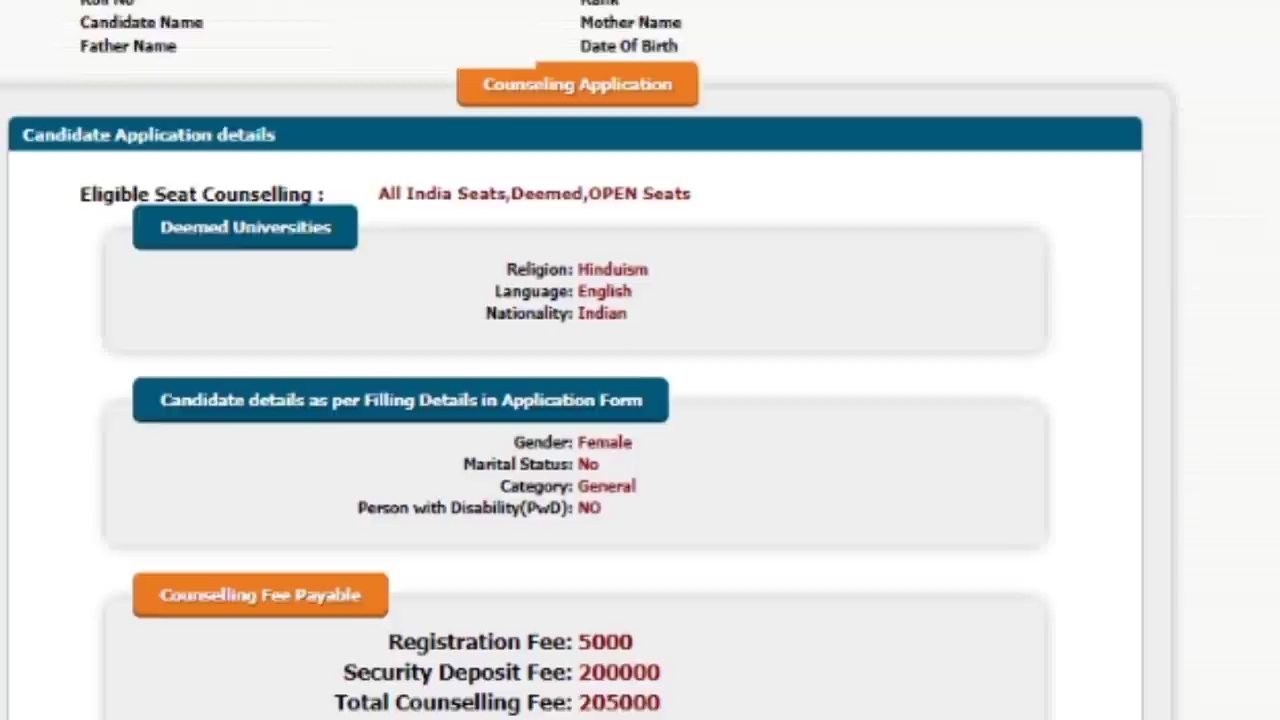 Roll No Rank
Candidate Name Mother Name
Father Name Date Of Birth
Counseling Application
Candidate Application details
Eligible Seat Counselling : All India Seats,Deemed,OPEN Seats
Deemed Universities
Religion: Hinduism
Language: English
Nationality: Indian
Candidate details as per Filling Details in Application Form
Gender: Female
Marital Status: No
Category: General
Person with Disability(PwD): NO
Counselling Fee Payable
Registration Fee: 5000
Security Deposit Fee: 200000
Total Counselling Fee: 205000